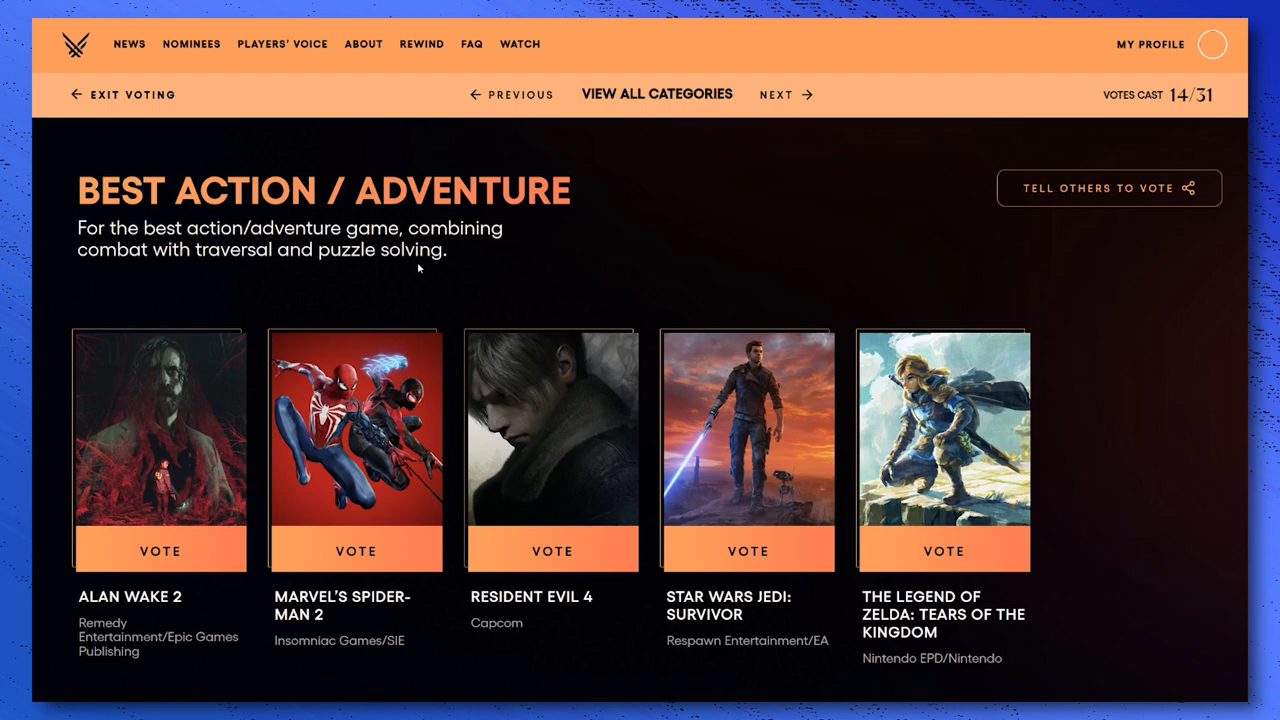 NEWS NOMINEES PLAYERS' VOICE ABOUT REWIND FAQ WATCH MY PROFILE
← EXIT VOTING ← PREVIOUS VIEW ALL CATEGORIES NEXT → VOTES CAST 14/31
BEST ACTION / ADVENTURE
TELL OTHERS TO VOTE
For the best action/adventure game, combining
combat with traversal and puzzle solving.
VOTE
ALAN WAKE 2
Remedy
Entertainment/Epic Games
Publishing
VOTE
MARVEL'S SPIDER-
MAN 2
Insomniac Games/SIE
VOTE
RESIDENT EVIL 4
Capcom
VOTE
STAR WARS JEDI:
SURVIVOR
Respawn Entertainment/EA
VOTE
THE LEGEND OF
ZELDA: TEARS OF THE
KINGDOM
Nintendo EPD/Nintendo